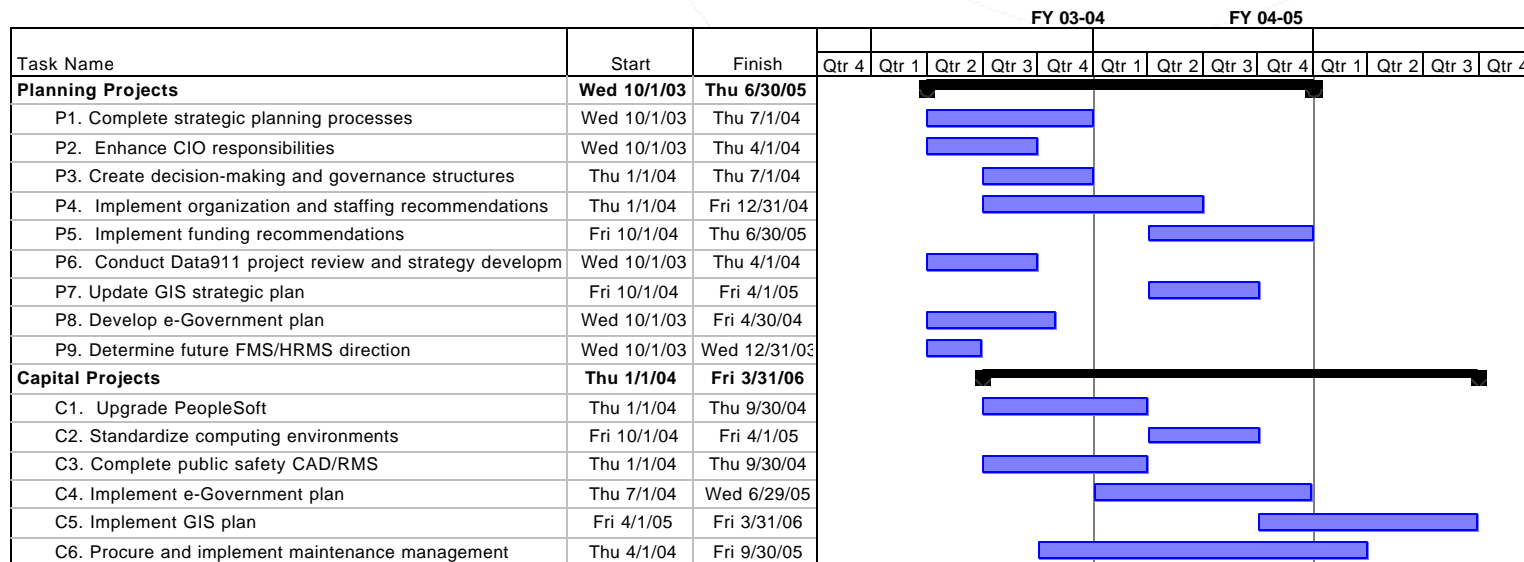 FY 03-04 FY 04-05
Task Name Start Finish Qtr 4 Qtr 1 Qtr 2 Qtr 3 Qtr 4 Qtr 1 Qtr 2 Qtr 3 Qtr 4 Qtr 1 Qtr 2 Qtr 3 Qtr 4
Planning Projects Wed 10/1/03 Thu 6/30/05
P1. Complete strategic planning processes Wed 10/1/03 Thu 7/1/04
P2. Enhance CIO responsibilities Wed 10/1/03 Thu 4/1/04
P3. Create decision-making and governance structures Thu 1/1/04 Thu 7/1/04
P4. Implement organization and staffing recommendations Thu 1/1/04 Fri 12/31/04
P5. Implement funding recommendations Fri 10/1/04 Thu 6/30/05
P6. Conduct Data911 project review and strategy developm Wed 10/1/03 Thu 4/1/04
P7. Update GIS strategic plan Fri 10/1/04 Fri 4/1/05
P8. Develop e-Government plan Wed 10/1/03 Fri 4/30/04
P9. Determine future FMS/HRMS direction Wed 10/1/03 Wed 12/31/03
Capital Projects Thu 1/1/04 Fri 3/31/06
C1. Upgrade PeopleSoft Thu 1/1/04 Thu 9/30/04
C2. Standardize computing environments Fri 10/1/04 Fri 4/1/05
C3. Complete public safety CAD/RMS Thu 1/1/04 Thu 9/30/04
C4. Implement e-Government plan Thu 7/1/04 Wed 6/29/05
C5. Implement GIS plan Fri 4/1/05 Fri 3/31/06
C6. Procure and implement maintenance management Thu 4/1/04 Fri 9/30/05